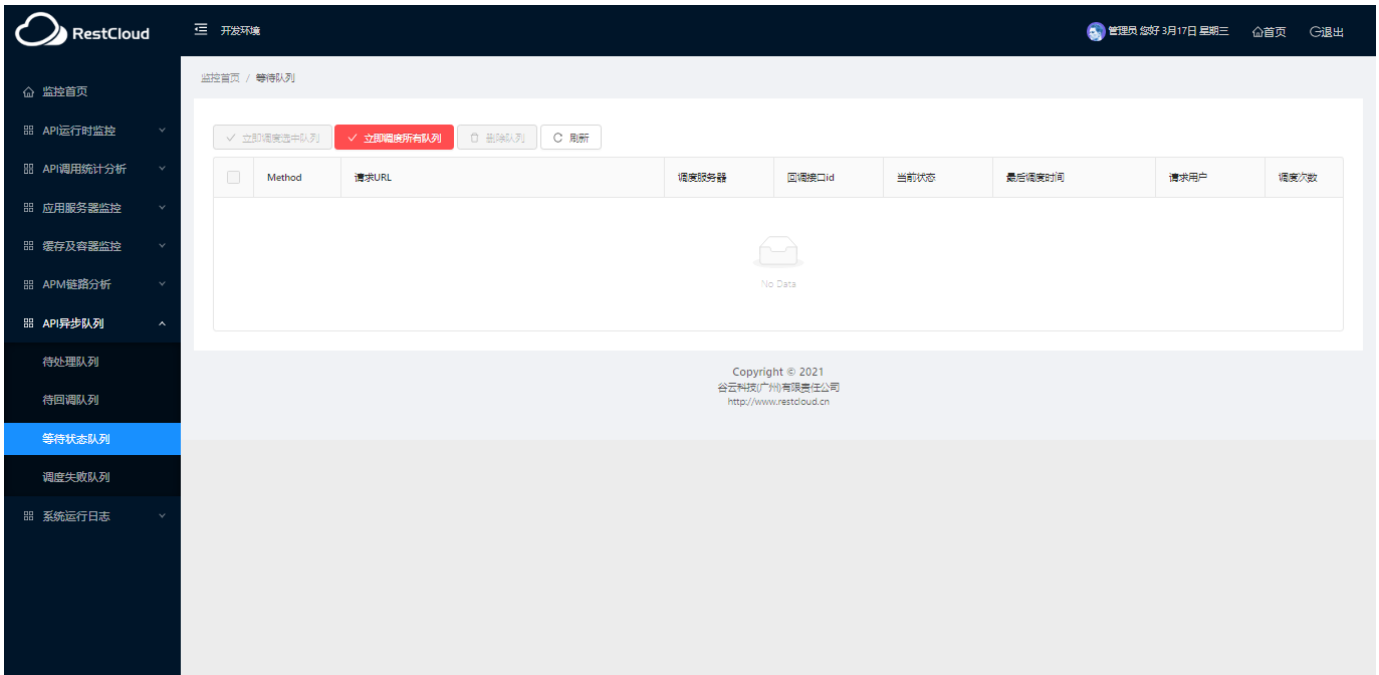 RestCloud
开发环境
管理员 您好 3月17日 星期三
首页
退出
监控首页
API运行时监控
API调用统计分析
应用服务器监控
缓存及容器监控
APM链路分析
API异步队列
待处理队列
待回调队列
等待状态队列
调度失败队列
系统运行日志
监控首页 / 等待队列
立即调度选中队列
立即调度所有队列
删除队列
刷新
Method
请求URL
调度服务器
回调接口id
当前状态
最后调度时间
请求用户
调度次数
No Data
Copyright © 2021
谷云科技(广州)有限责任公司
http://www.restcloud.cn